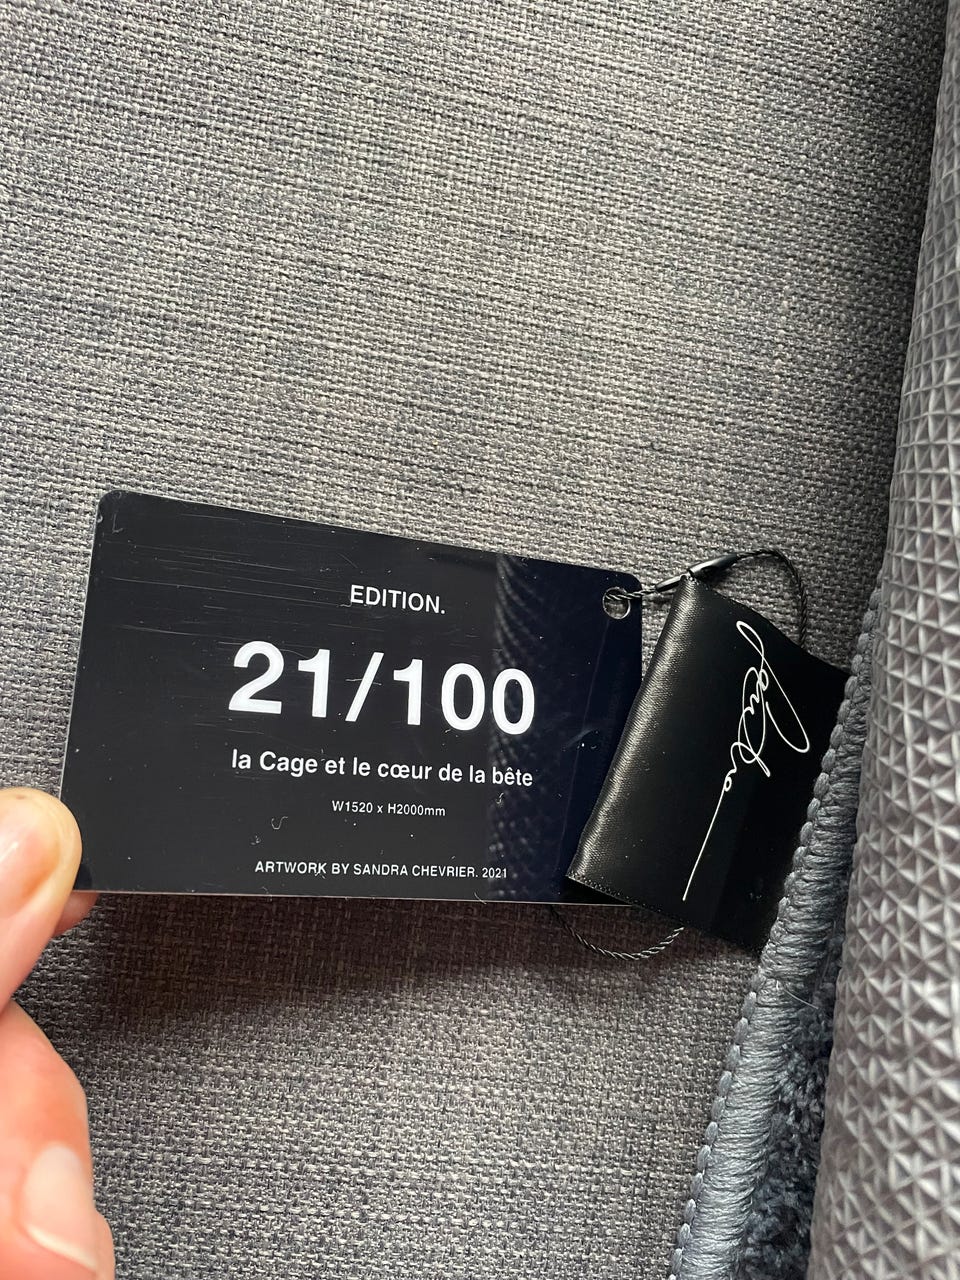 EDITION.
21/100
la Cage et le cœur de la bête
W1520 x H2000mm
ARTWORK BY SANDRA CHEVRIER. 2021